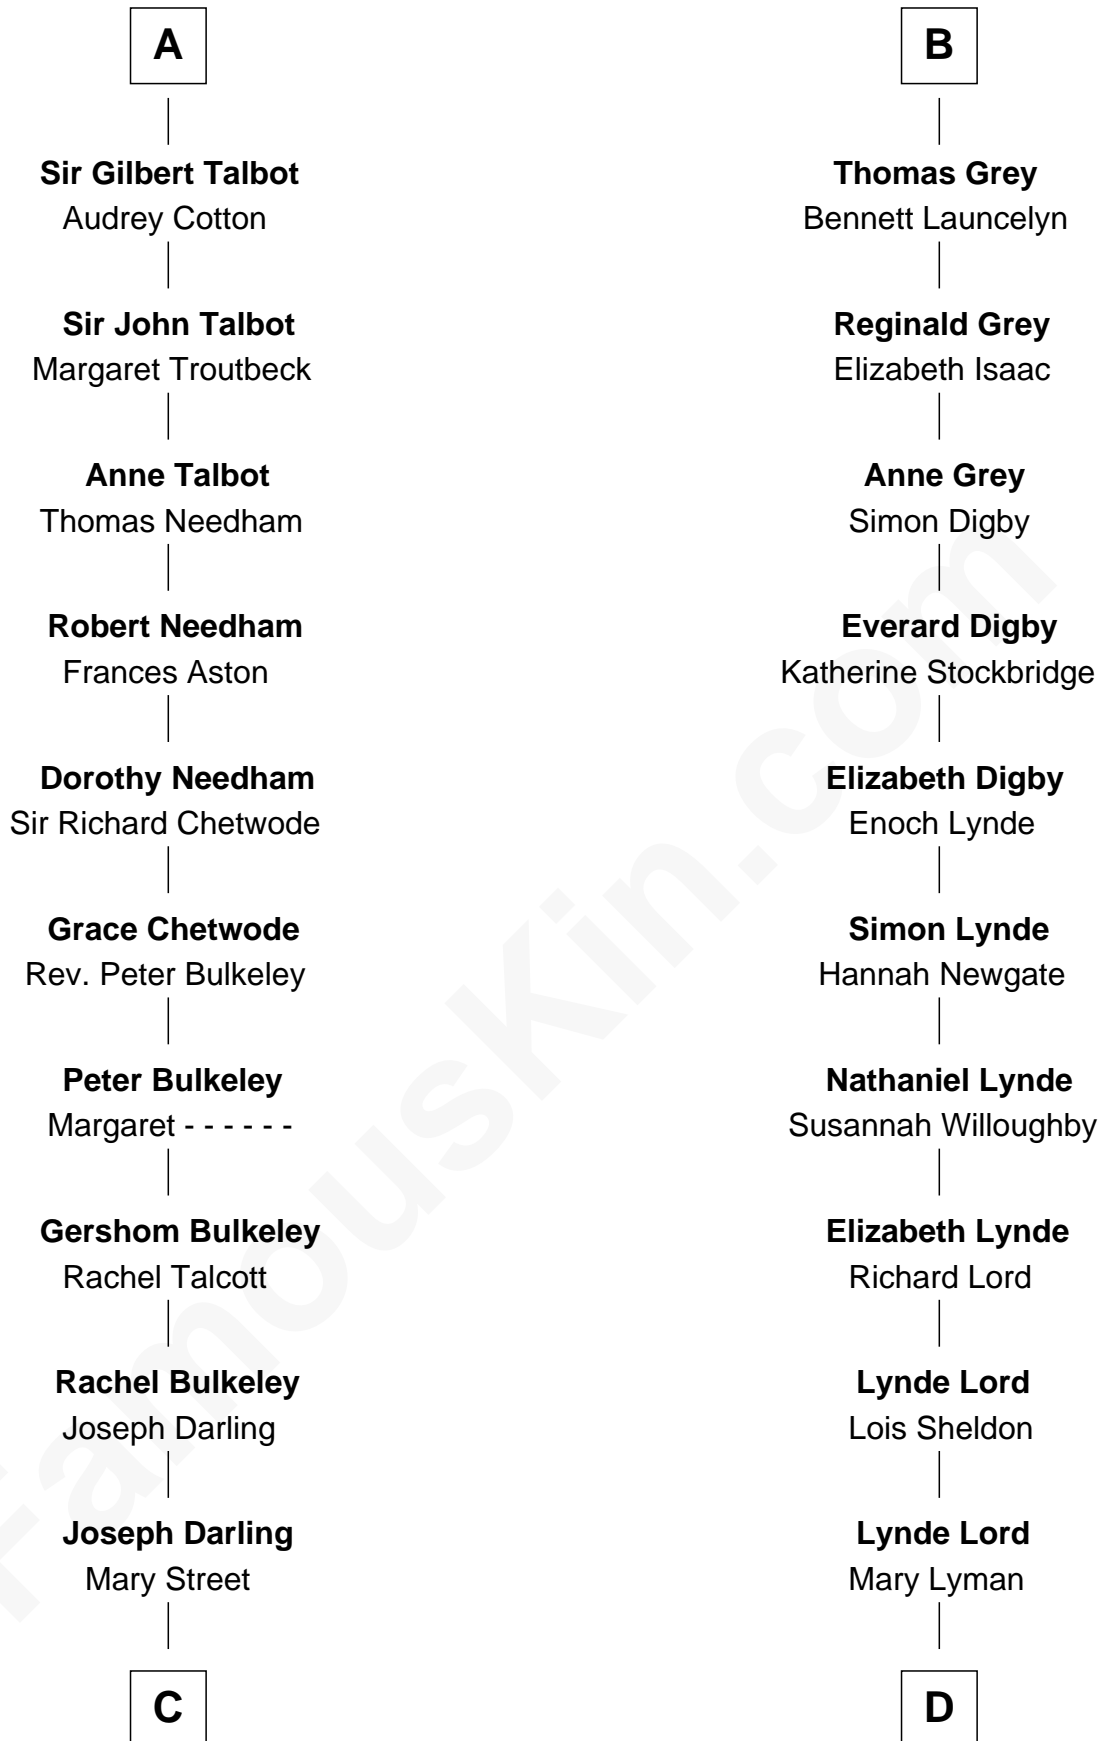 A
Sir Gilbert Talbot
Audrey Cotton
Sir John Talbot
Margaret Troutbeck
Anne Talbot
Thomas Needham
Robert Needham
Frances Aston
Dorothy Needham
Sir Richard Chetwode
Grace Chetwode
Rev. Peter Bulkeley
Peter Bulkeley
Margaret - - - - - -
Gershom Bulkeley
Rachel Talcott
Rachel Bulkeley
Joseph Darling
Joseph Darling
Mary Street
C
B
Thomas Grey
Bennett Launcelyn
Reginald Grey
Elizabeth Isaac
Anne Grey
Simon Digby
Everard Digby
Katherine Stockbridge
Elizabeth Digby
Enoch Lynde
Simon Lynde
Hannah Newgate
Nathaniel Lynde
Susannah Willoughby
Elizabeth Lynde
Richard Lord
Lynde Lord
Lois Sheldon
Lynde Lord
Mary Lyman
D
FamousKin.com